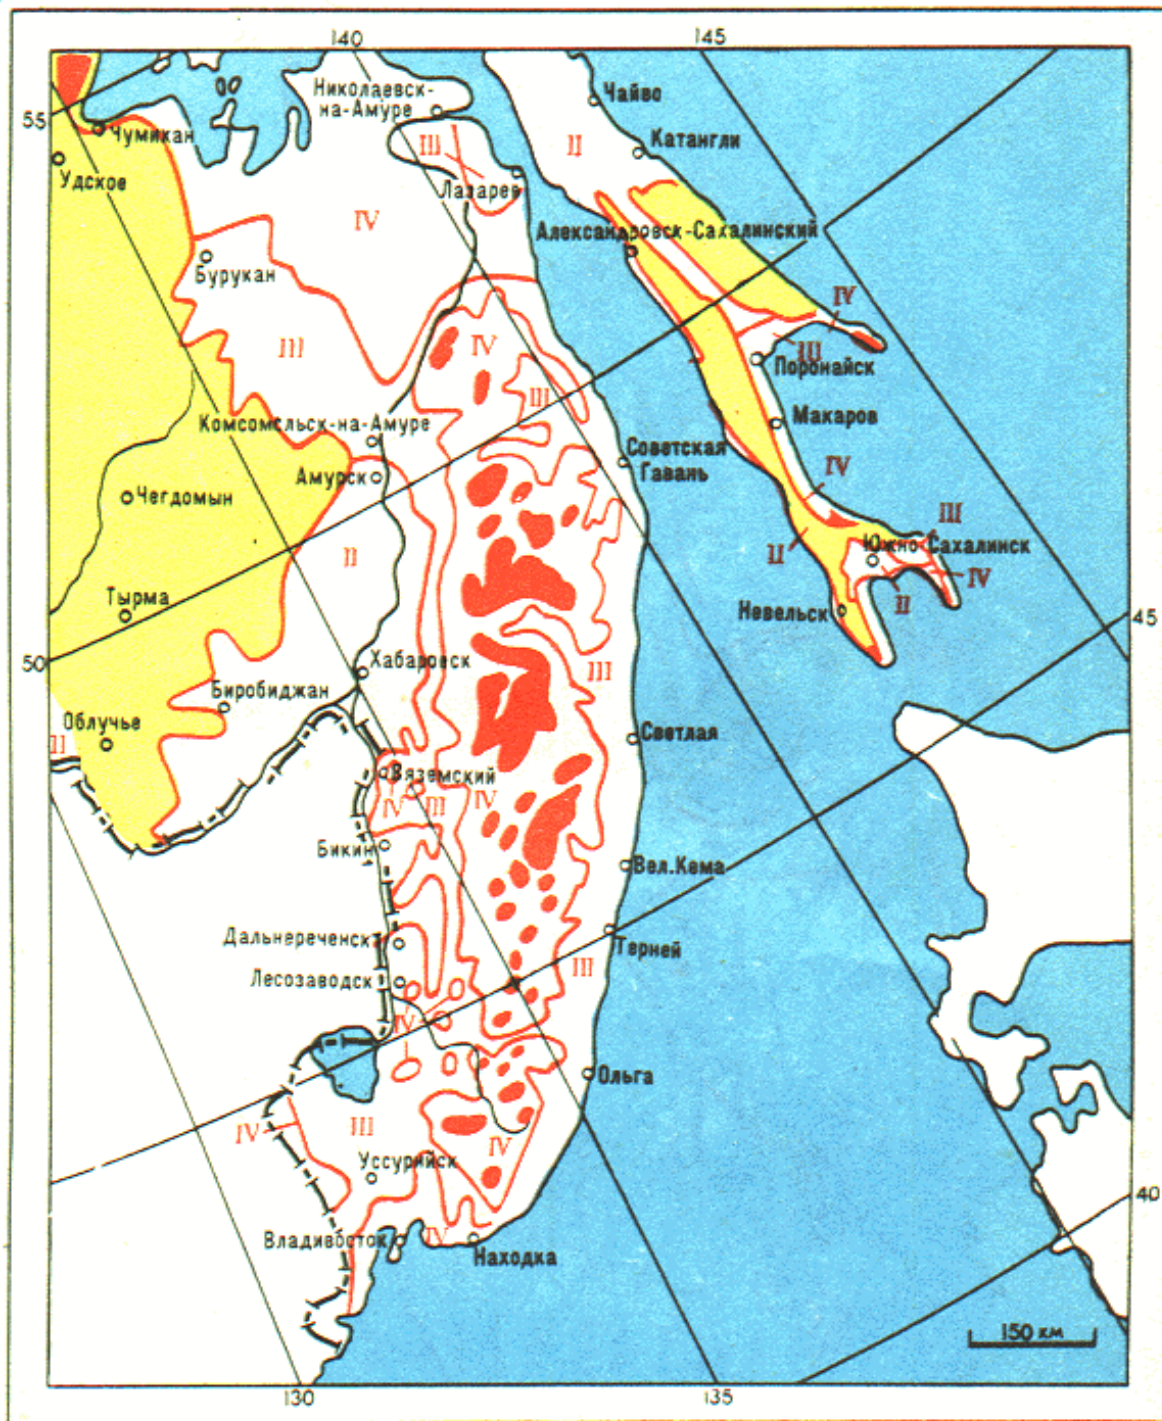 140
145
55
Николаевск-
на-Амуре
Чайво
Чумикан
III
II
Катангли
Удское
Лазарев
IV
Александровск-Сахалинский
Бурукан
IV
III
IV
III
III
Поронайск
Комсомсльск-на-Амуре
Макаров
Советская
Гавань
Амурск
IV
Чегдомын
III
II
II
Южно-Сахалинск
IV
Тырма
Невельск
II
45
50
Хабаровск
III
Биробиджан
Облучье
II
Светлая
Вяземский
IV
III
IV
Бикин
Вел.Кема
Дальнереченск
Терней
III
Лесозаводск
IV
Ольга
IV
III
IV
Уссурийск
40
Владивосток
IV
Находка
150 км
130
135